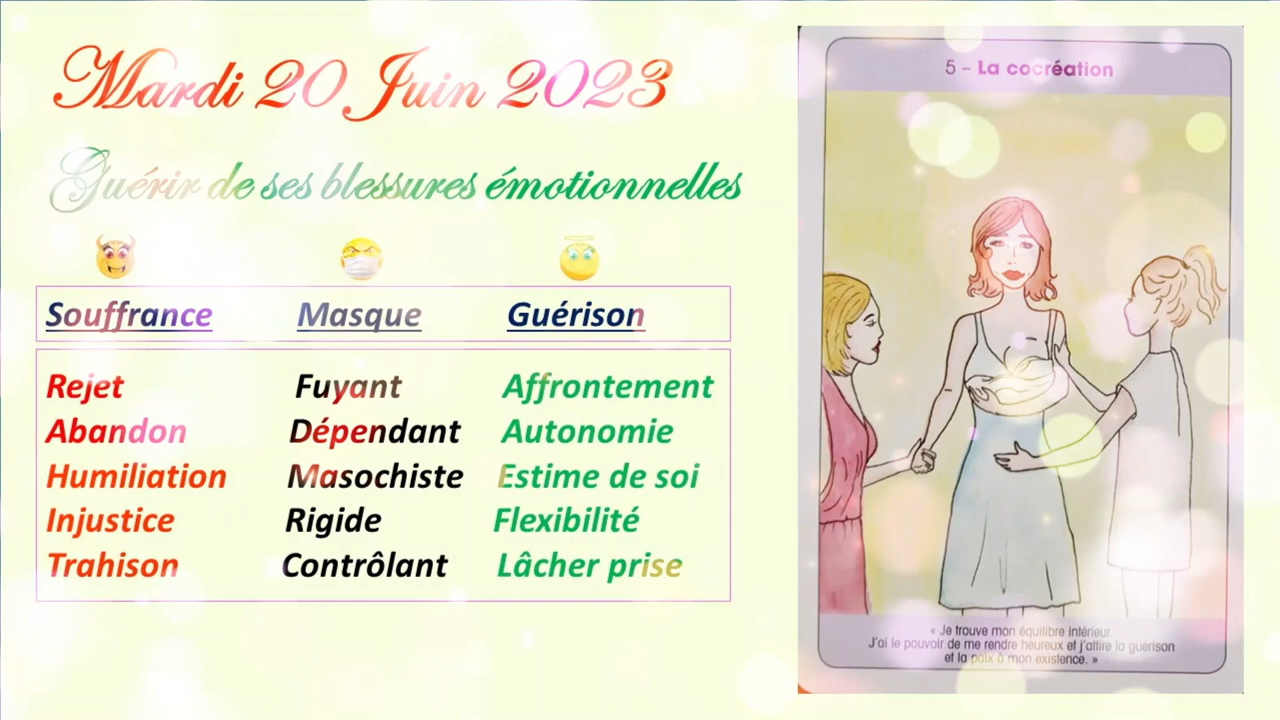 Mardi 20 Juin 2023
Guérir de ses blessures émotionnelles
Souffrance Masque Guérison
Rejet Fuyant Affrontement
Abandon Dépendant Autonomie
Humiliation Masochiste Estime de soi
Injustice Rigide Flexibilité
Trahison Contrôlant Lâcher prise
5 - La cocréation
« Je trouve mon équilibre intérieur.
J'ai le pouvoir de me rendre heureux et j'attire la guérison
et la paix à mon existence. »